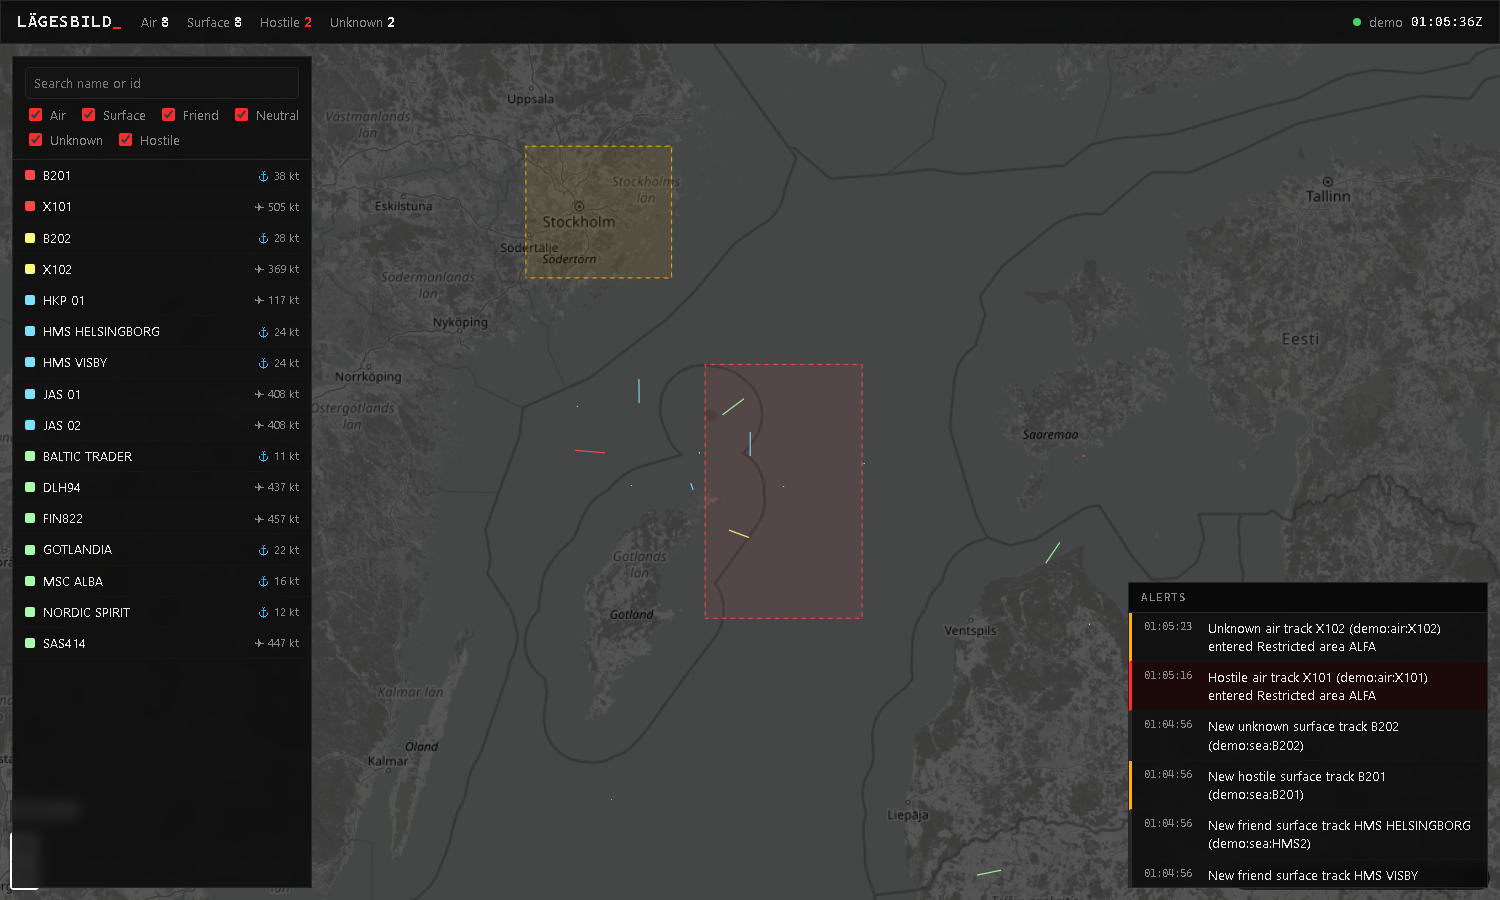 LÄGESBILD_ Air 8 Surface 8 Hostile 2 Unknown 2
demo 01:05:36Z
Search name or id
Air Surface Friend Neutral
Unknown Hostile
B201 38 kt
X101 505 kt
B202 28 kt
X102 369 kt
HKP 01 117 kt
HMS HELSINGBORG 24 kt
HMS VISBY 24 kt
JAS 01 408 kt
JAS 02 408 kt
BALTIC TRADER 11 kt
DLH94 437 kt
FIN822 457 kt
GOTLANDIA 22 kt
MSC ALBA 16 kt
NORDIC SPIRIT 12 kt
SAS414 447 kt
Uppsala
Västmanlands
län
Stockholms
län
Eskilstuna
Stockholm
Södertälje
Södertörn
Södermanlands
län
Nyköping
Norrköping
Östergötlands
län
Tallinn
Eesti
Saaremaa
Gotlands
län
Gotland
Ventspils
Kalmar län
Öland
Kalmar
Liepāja
ALERTS
01:05:23 Unknown air track X102 (demo:air:X102)
entered Restricted area ALFA
01:05:16 Hostile air track X101 (demo:air:X101)
entered Restricted area ALFA
01:04:56 New unknown surface track B202
(demo:sea:B202)
01:04:56 New hostile surface track B201
(demo:sea:B201)
01:04:56 New friend surface track HMS HELSINGBORG
(demo:sea:HMS2)
01:04:56 New friend surface track HMS VISBY